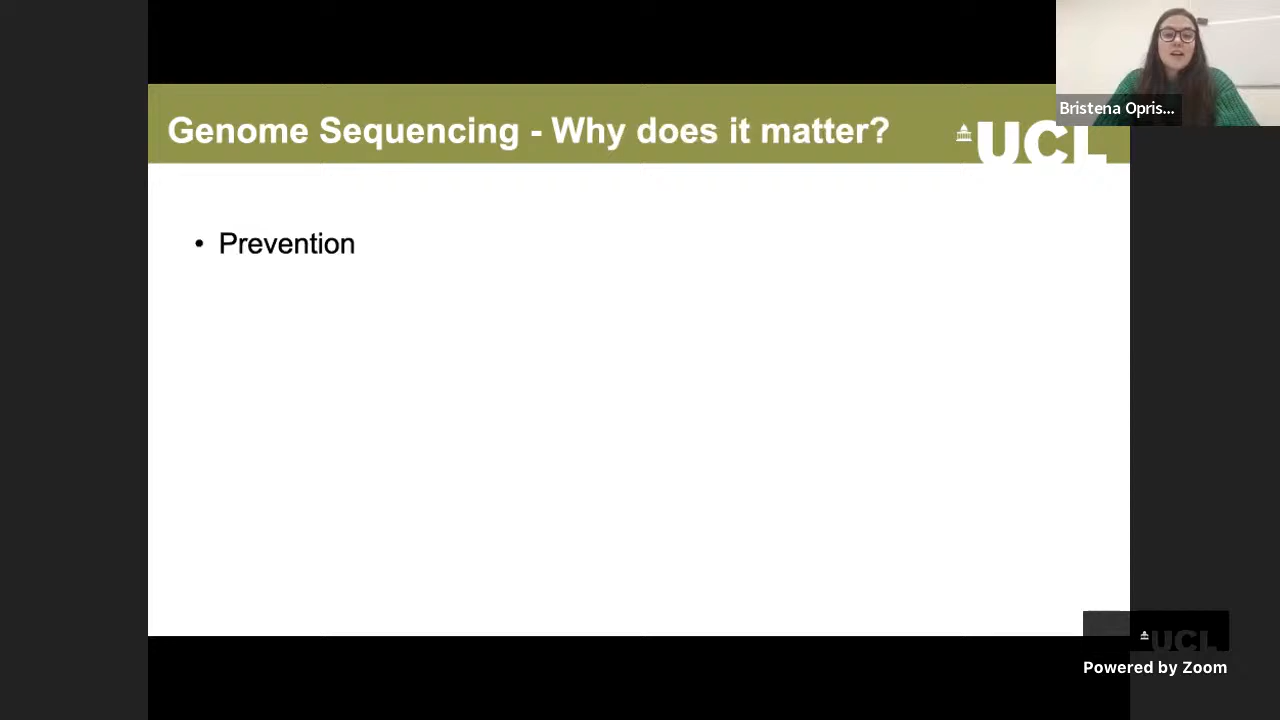 Genome Sequencing - Why does it matter?
UCL
Bristena Opris...
• Prevention
UCL
Powered by Zoom